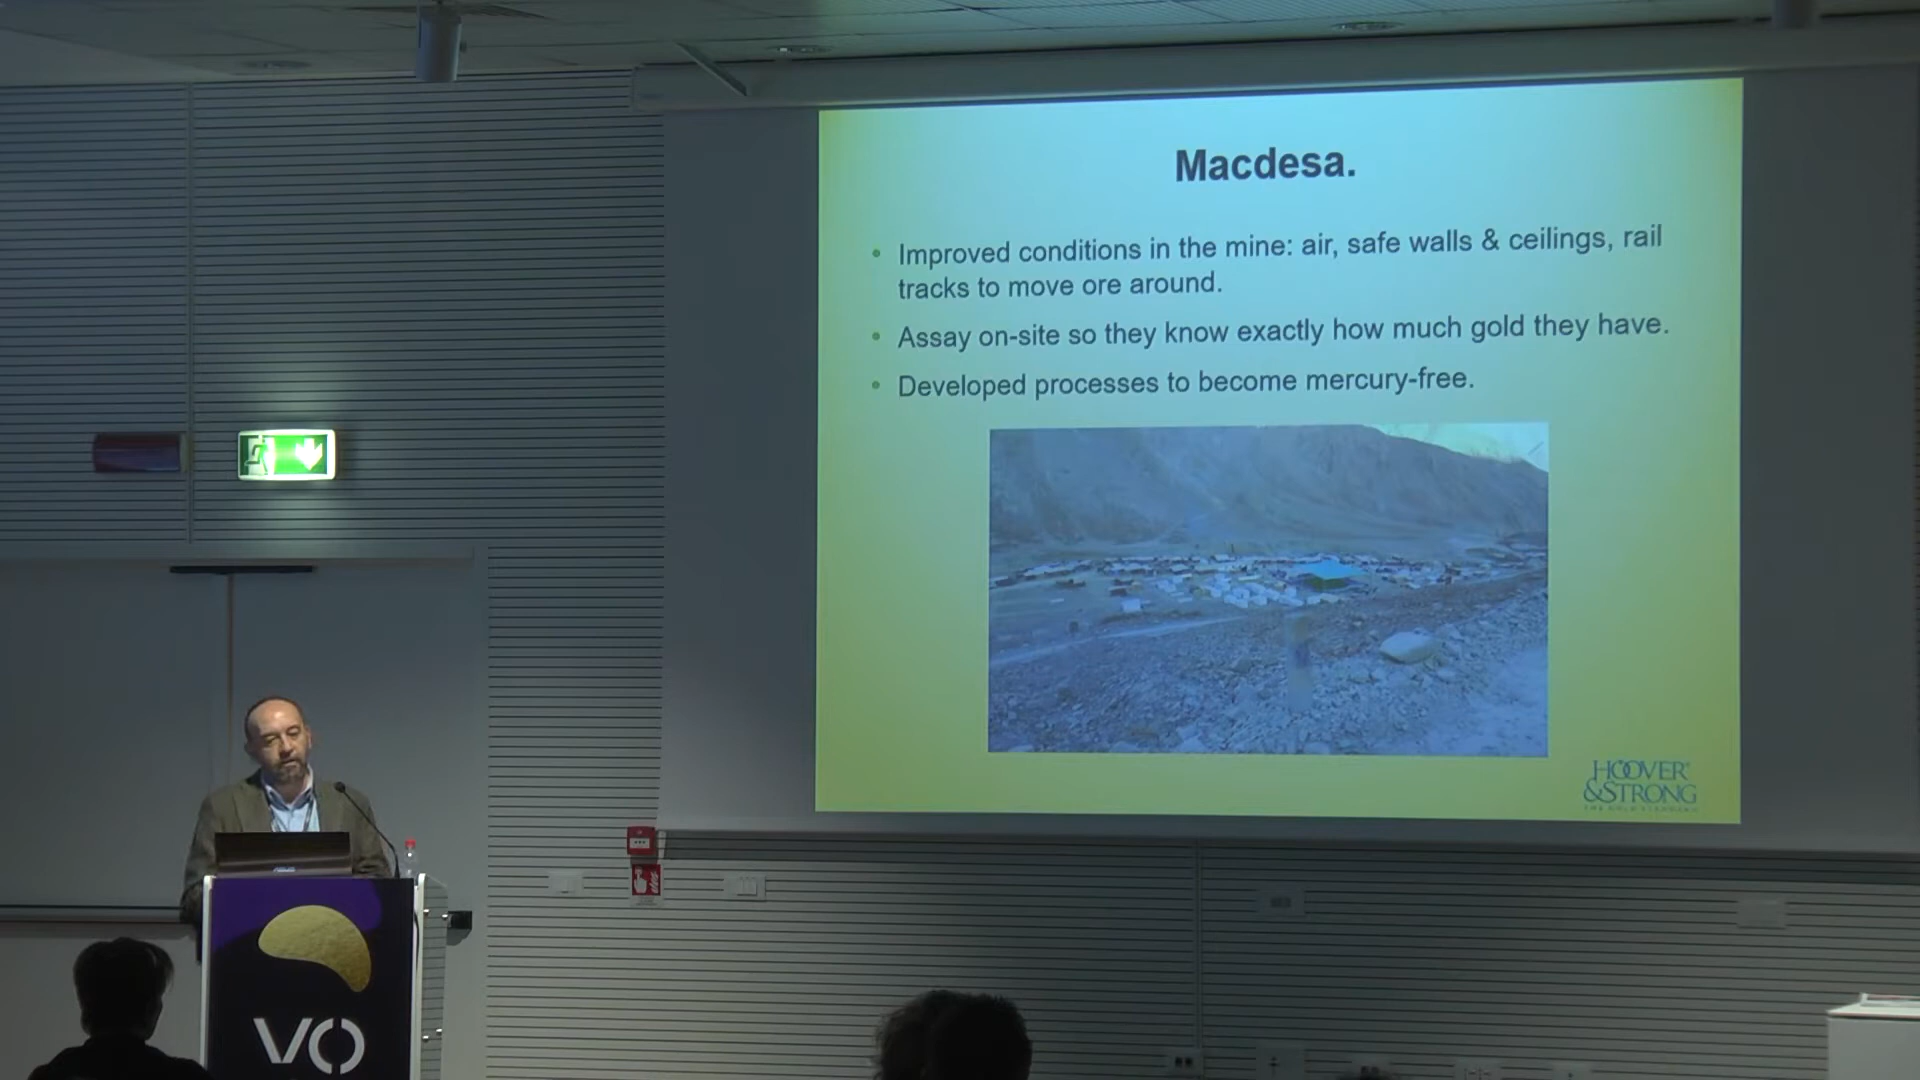 Macdesa.
• Improved conditions in the mine: air, safe walls & ceilings, rail
tracks to move ore around.
• Assay on-site so they know exactly how much gold they have.
• Developed processes to become mercury-free.
HOOVER
&STRONG
VO